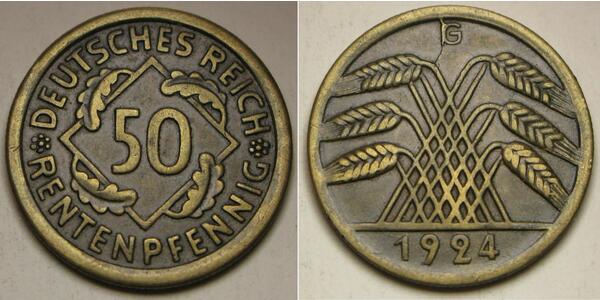 DEUTSCHES REICH
50
RENTENPFENNIG
G
1924